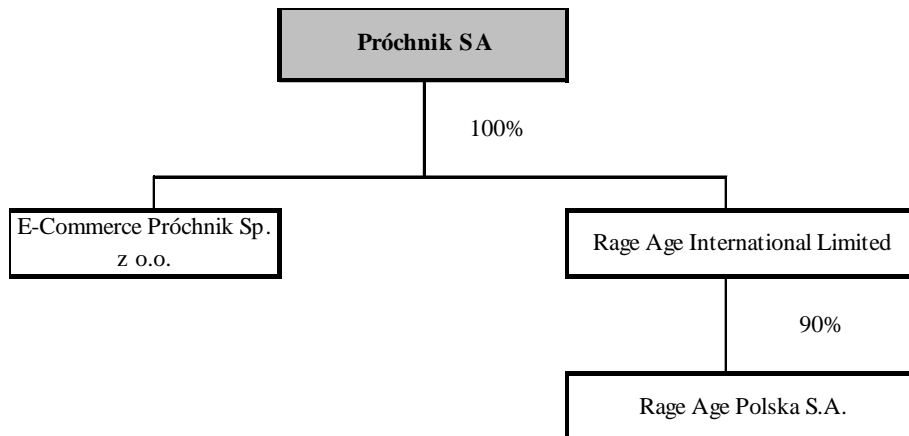 Próchnik SA
100%
E-Commerce Próchnik Sp.
z o.o.
Rage Age International Limited
90%
Rage Age Polska S.A.